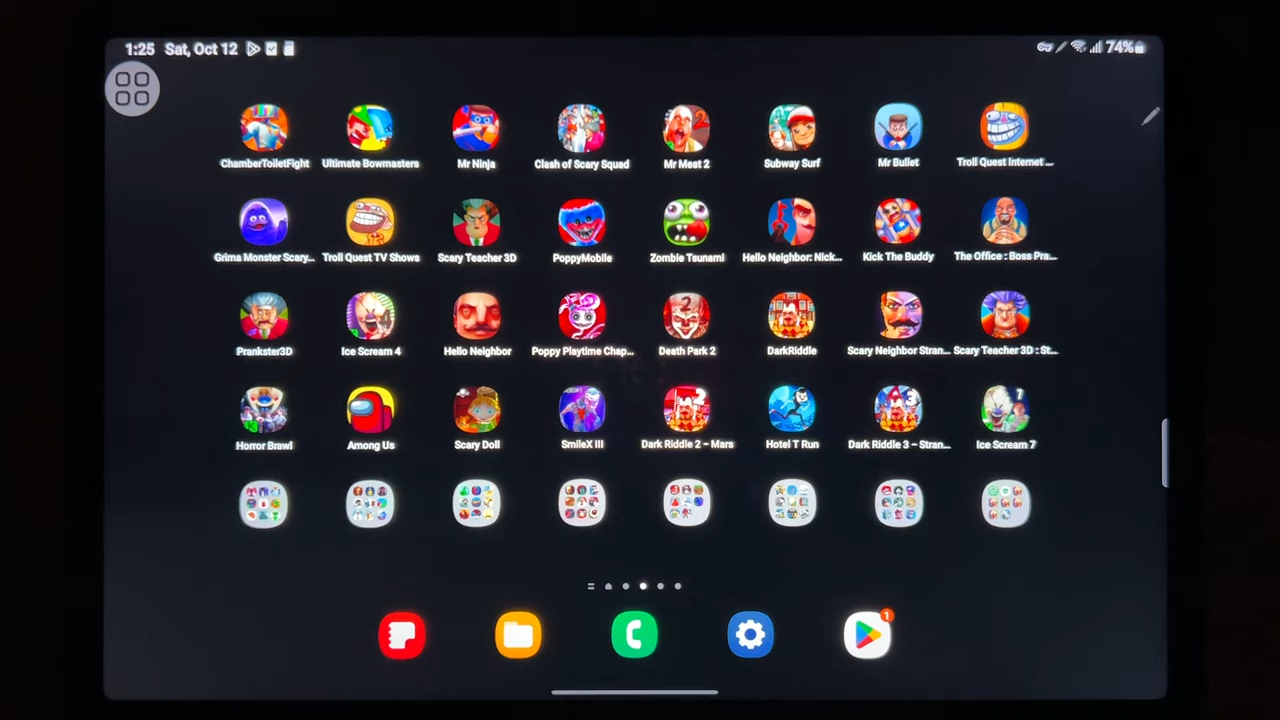 1:25 Sat, Oct 12 74%
ChamberToiletFight Ultimate Bowmasters Mr Ninja Clash of Scary Squad Mr Meat 2 Subway Surf Mr Bullet Troll Quest Internet ...
Grima Monster Scary... Troll Quest TV Shows Scary Teacher 3D PoppyMobile Zombie Tsunami Hello Neighbor: Nick... Kick The Buddy The Office : Boss Pra...
Prankster3D Ice Scream 4 Hello Neighbor Poppy Playtime Chap... Death Park 2 DarkRiddle Scary Neighbor Stran... Scary Teacher 3D : St...
Horror Brawl Among Us Scary Doll SmileX III Dark Riddle 2 – Mars Hotel T Run Dark Riddle 3 – Stran... Ice Scream 7
1